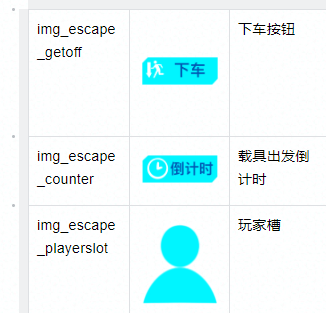 img_escape
_getoff
下车
下车按钮
img_escape
_counter
倒计时
载具出发倒
计时
img_escape
_playerslot
玩家槽